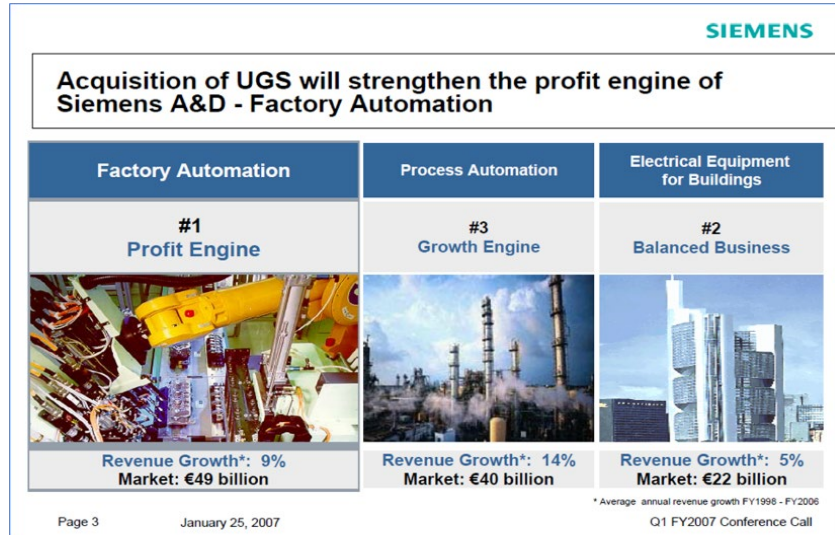 SIEMENS
Acquisition of UGS will strengthen the profit engine of
Siemens A&D - Factory Automation
Factory Automation
#1
Profit Engine
Revenue Growth*: 9%
Market: €49 billion
Process Automation
#3
Growth Engine
Revenue Growth*: 14%
Market: €40 billion
Electrical Equipment
for Buildings
#2
Balanced Business
Revenue Growth*: 5%
Market: €22 billion
* Average annual revenue growth FY1998 - FY2006
Page 3
January 25, 2007
Q1 FY2007 Conference Call